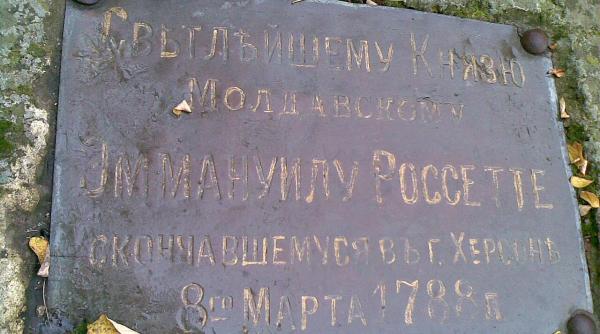 Свѣтлѣйшему Князю
Молдавскому
Эммануилу Россетте
скончавшемуся въ г. Херсонѣ
8го Марта 1788 г.